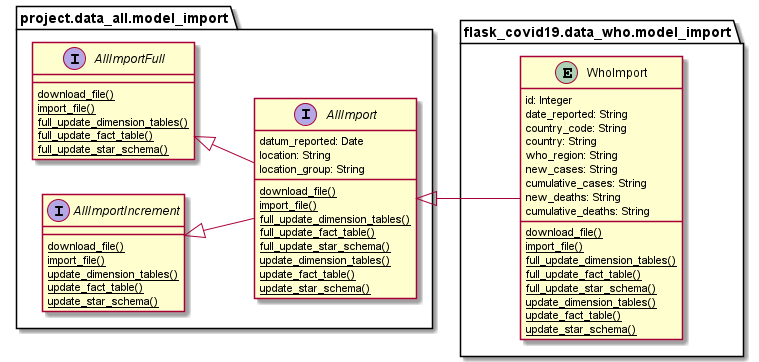 project.data_all.model_import
I AllImportFull
download_file()
import_file()
full_update_dimension_tables()
full_update_fact_table()
full_update_star_schema()
I AllImportIncrement
download_file()
import_file()
update_dimension_tables()
update_fact_table()
update_star_schema()
I AllImport
datum_reported: Date
location: String
location_group: String
download_file()
import_file()
full_update_dimension_tables()
full_update_fact_table()
full_update_star_schema()
update_dimension_tables()
update_fact_table()
update_star_schema()
flask_covid19.data_who.model_import
E WhoImport
id: Integer
date_reported: String
country_code: String
country: String
who_region: String
new_cases: String
cumulative_cases: String
new_deaths: String
cumulative_deaths: String
download_file()
import_file()
full_update_dimension_tables()
full_update_fact_table()
full_update_star_schema()
update_dimension_tables()
update_fact_table()
update_star_schema()